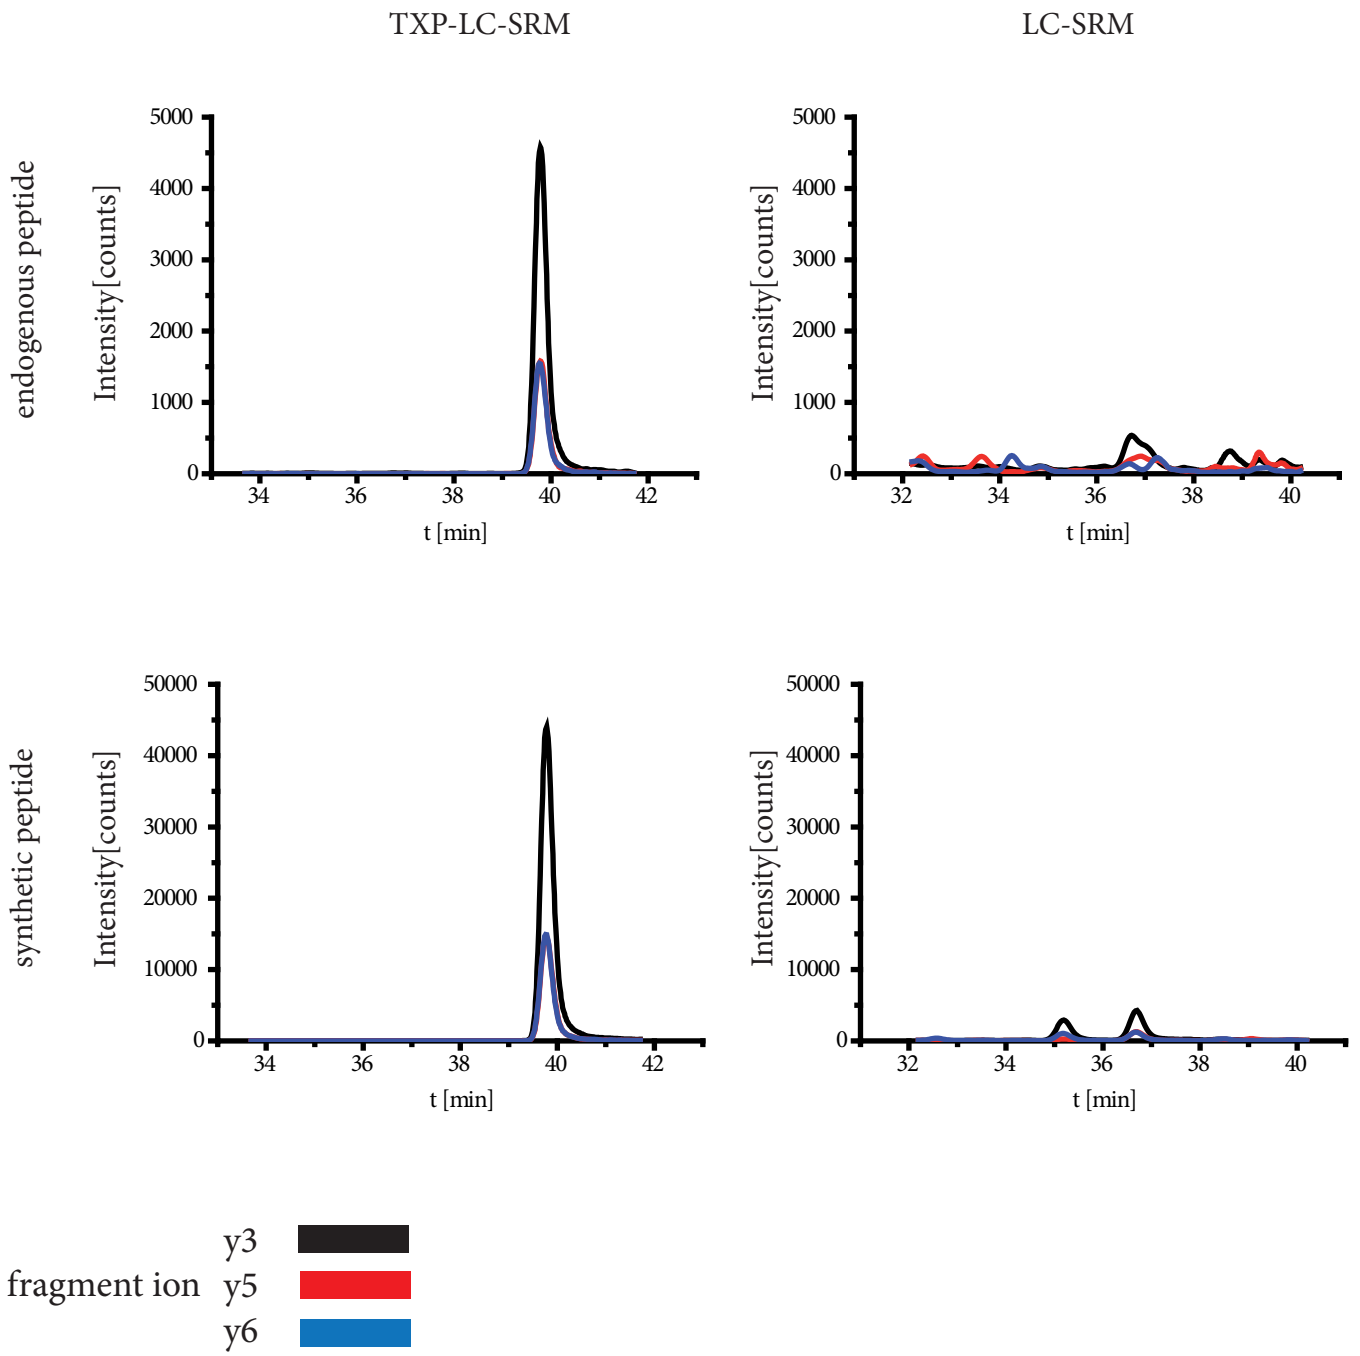 TXP-LC-SRM
LC-SRM
endogenous peptide
Intensity[counts]
5000
4000
3000
2000
1000
0
34 36 38 40 42
t [min]
Intensity[counts]
5000
4000
3000
2000
1000
0
32 34 36 38 40
t [min]
synthetic peptide
Intensity[counts]
50000
40000
30000
20000
10000
0
34 36 38 40 42
t [min]
Intensity[counts]
50000
40000
30000
20000
10000
0
32 34 36 38 40
t [min]
fragment ion
y3
y5
y6